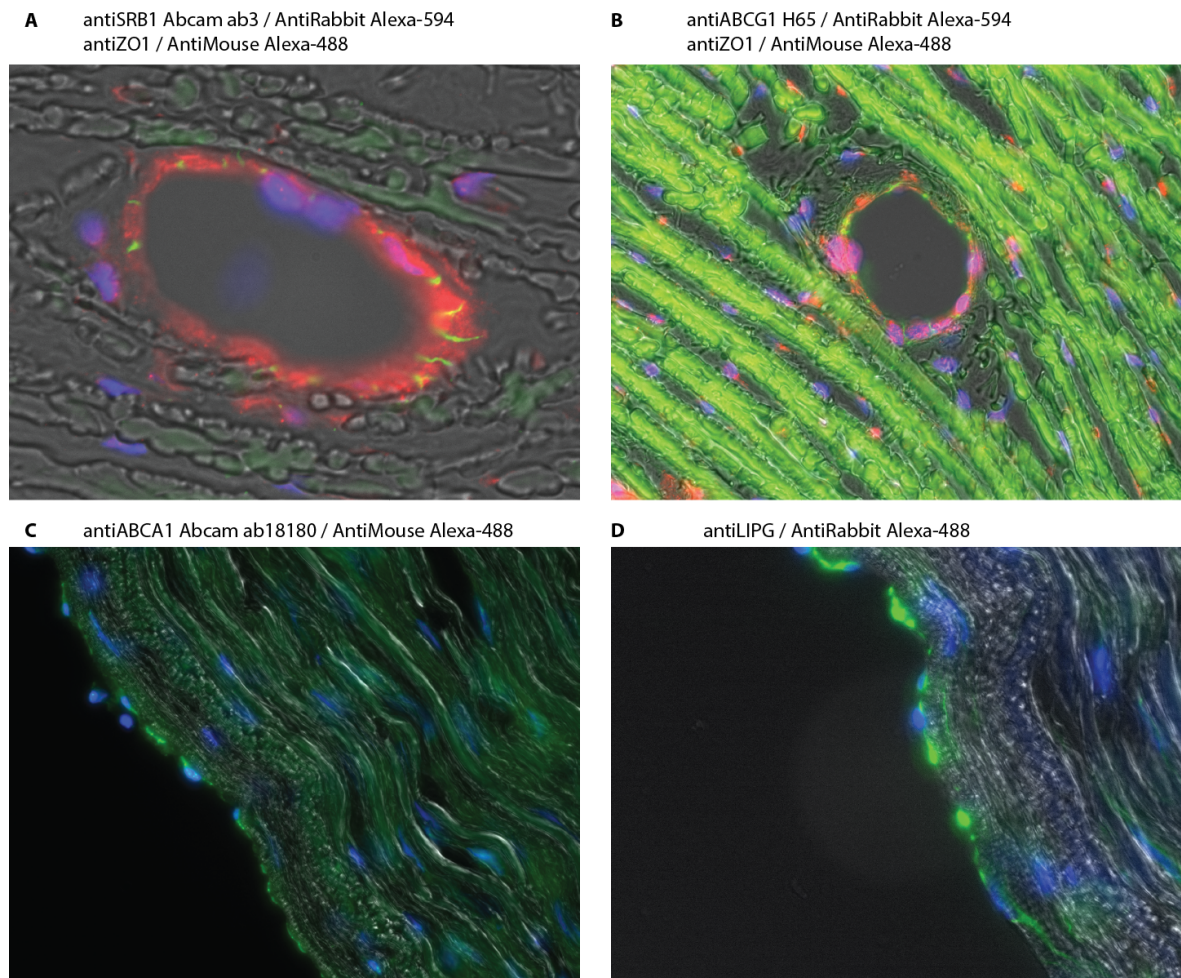 A antiSRB1 Abcam ab3 / AntiRabbit Alexa-594
antiZO1 / AntiMouse Alexa-488
B antiABCG1 H65 / AntiRabbit Alexa-594
antiZO1 / AntiMouse Alexa-488
C antiABCA1 Abcam ab18180 / AntiMouse Alexa-488
D antiLIPG / AntiRabbit Alexa-488